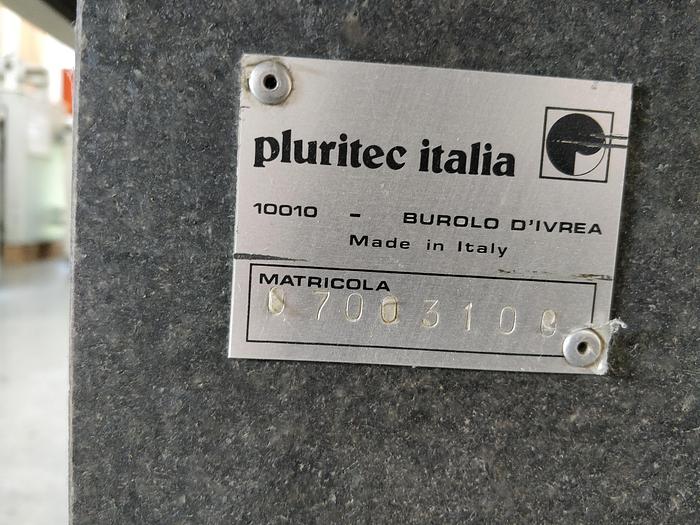 pluritec italia
10010 - BUROLO D'IVREA
Made in Italy
MATRICOLA